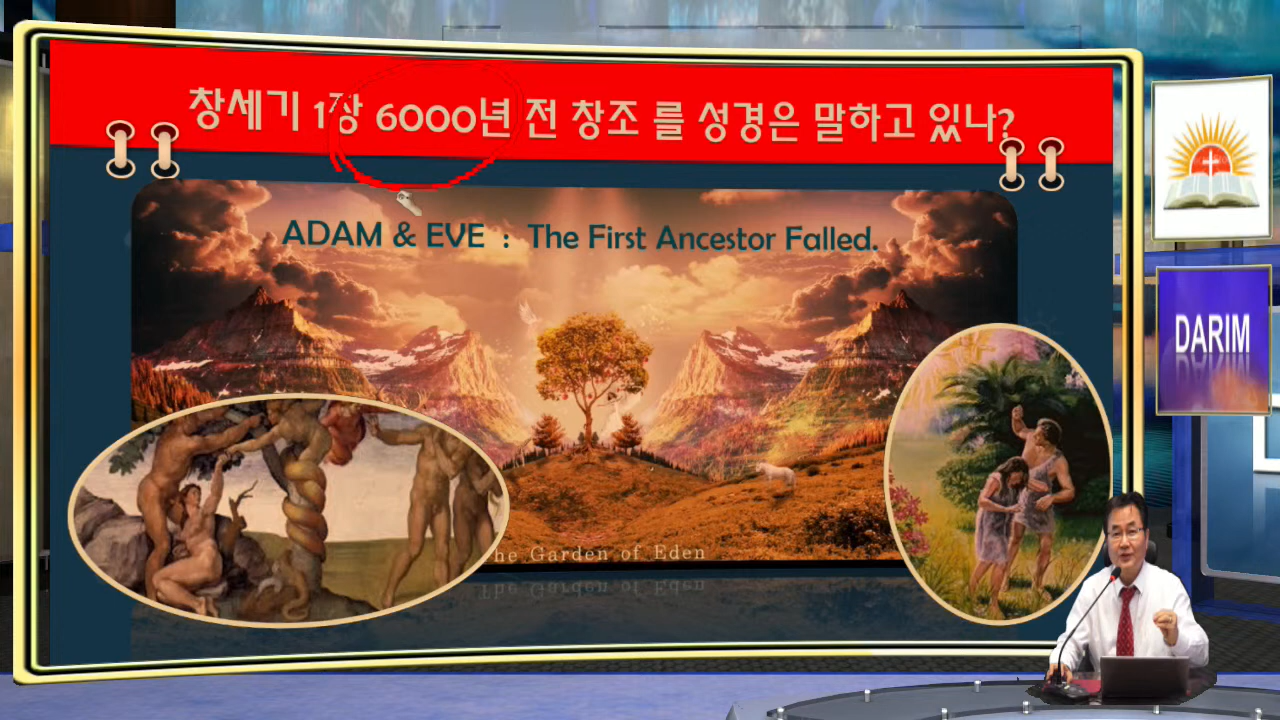 창세기 1장 6000년 전 창조 를 성경은 말하고 있나?
ADAM & EVE : The First Ancestor Falled.
he Garden of Eden
DARIM